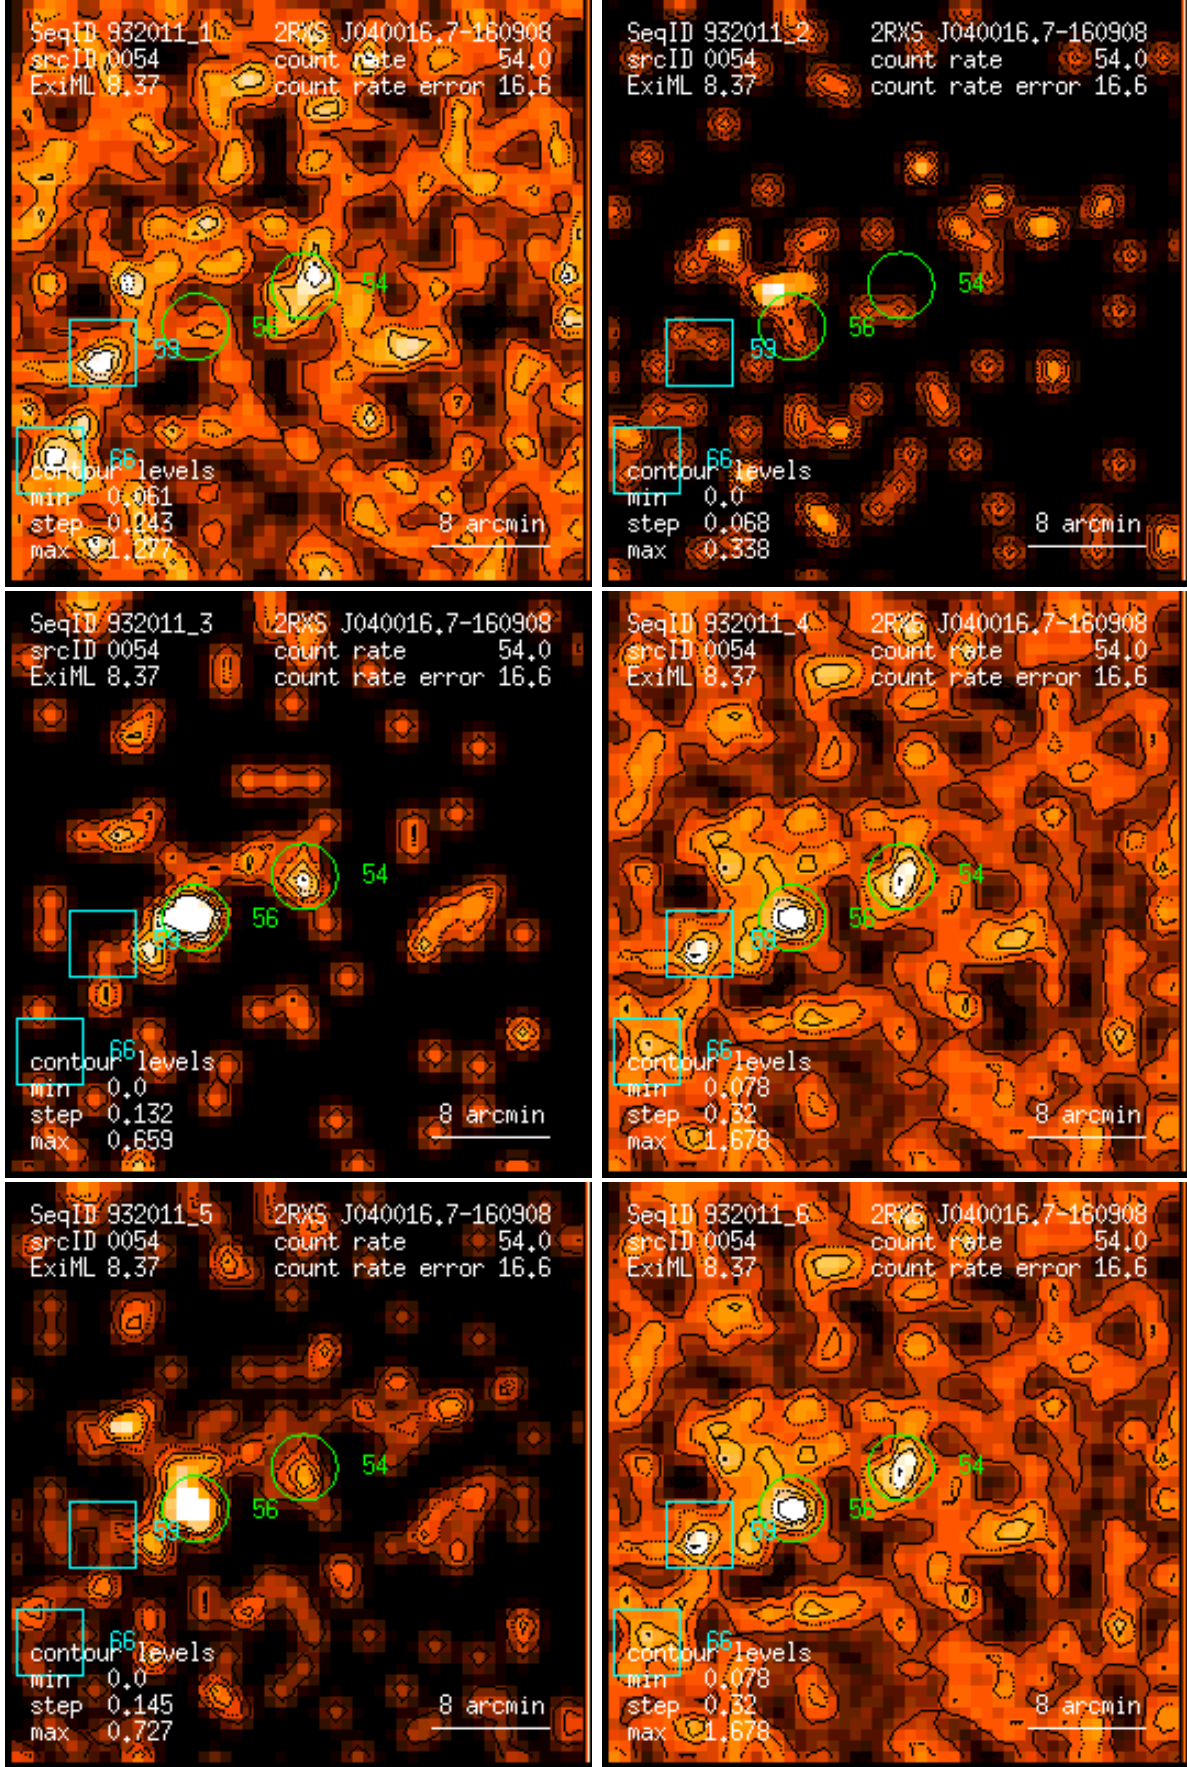 SeqID 932011_1 2RXS J040016.7-160908
srcID 0054 count rate 54.0
ExiML 8.37 count rate error 16.6
54
56
59
66
contour levels
min 0.061
step 0.243 8 arcmin
max 1.277
SeqID 932011_2 2RXS J040016.7-160908
srcID 0054 count rate 54.0
ExiML 8.37 count rate error 16.6
54
56
59
66
contour levels
min 0.0
step 0.068 8 arcmin
max 0.338
SeqID 932011_3 2RXS J040016.7-160908
srcID 0054 count rate 54.0
ExiML 8.37 count rate error 16.6
54
56
59
66
contour levels
min 0.0
step 0.132 8 arcmin
max 0.659
SeqID 932011_4 2RXS J040016.7-160908
srcID 0054 count rate 54.0
ExiML 8.37 count rate error 16.6
54
56
59
66
contour levels
min 0.078
step 0.32 8 arcmin
max 1.678
SeqID 932011_5 2RXS J040016.7-160908
srcID 0054 count rate 54.0
ExiML 8.37 count rate error 16.6
54
56
59
66
contour levels
min 0.0
step 0.145 8 arcmin
max 0.727
SeqID 932011_6 2RXS J040016.7-160908
srcID 0054 count rate 54.0
ExiML 8.37 count rate error 16.6
54
56
59
66
contour levels
min 0.078
step 0.32 8 arcmin
max 1.678